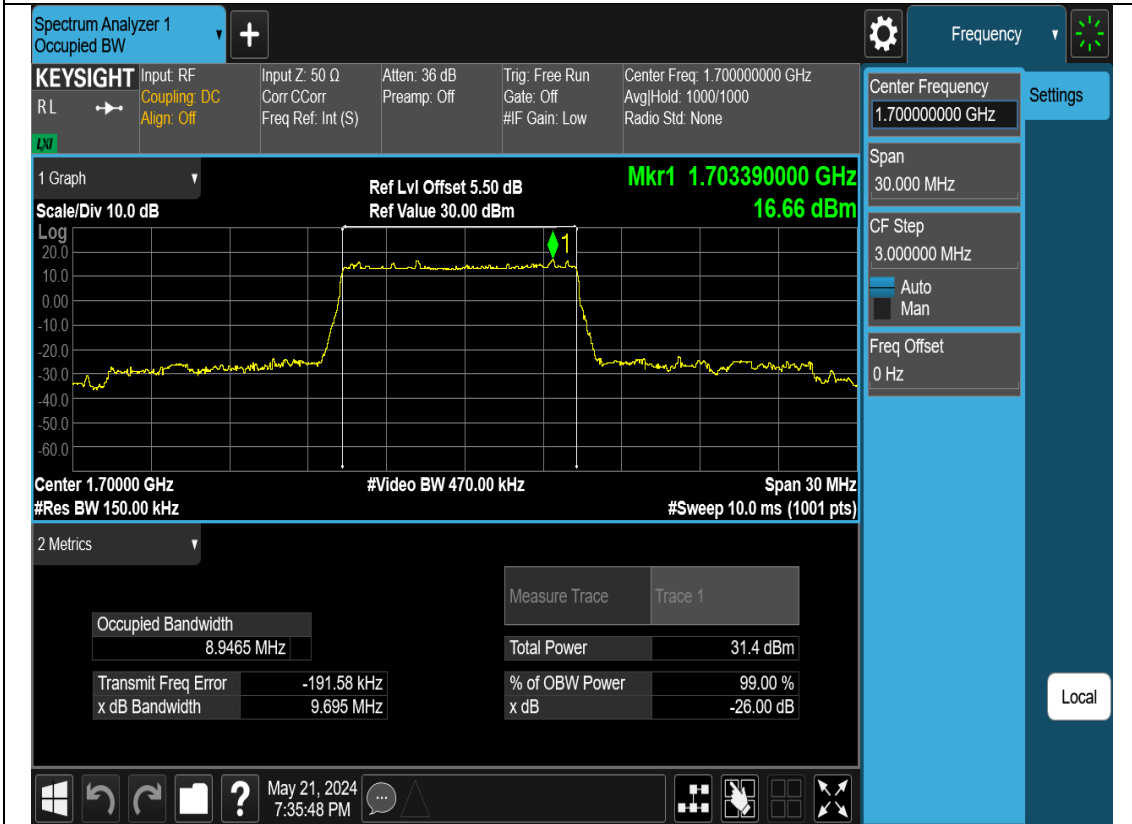 Spectrum Analyzer 1
Occupied BW
Frequency
KEYSIGHT
RL
LXI
Input: RF
Coupling: DC
Align: Off
Input Z: 50 Ω
Corr CCorr
Freq Ref: Int (S)
Atten: 36 dB
Preamp: Off
Trig: Free Run
Gate: Off
#IF Gain: Low
Center Freq: 1.700000000 GHz
Avg|Hold: 1000/1000
Radio Std: None
Center Frequency
1.700000000 GHz
Settings
Span
30.000 MHz
CF Step
3.000000 MHz
Auto
Man
Freq Offset
0 Hz
Local
1 Graph
Scale/Div 10.0 dB
Ref Lvl Offset 5.50 dB
Ref Value 30.00 dBm
Mkr1 1.703390000 GHz
16.66 dBm
Log
1
20.0
10.0
0.00
-10.0
-20.0
-30.0
-40.0
-50.0
-60.0
Center 1.70000 GHz
#Video BW 470.00 kHz
Span 30 MHz
#Res BW 150.00 kHz
#Sweep 10.0 ms (1001 pts)
2 Metrics
Measure Trace Trace 1
Occupied Bandwidth
8.9465 MHz
Total Power 31.4 dBm
Transmit Freq Error -191.58 kHz
% of OBW Power 99.00 %
x dB Bandwidth 9.695 MHz
x dB -26.00 dB
?
May 21, 2024
7:35:48 PM